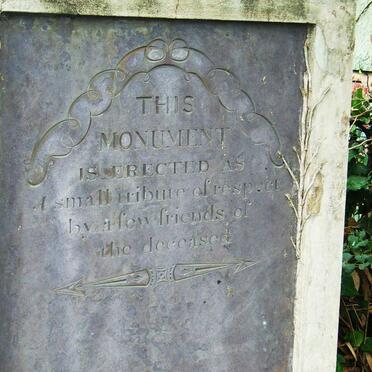 THIS
MONUMENT
IS ERECTED AS
A small tribute of respect
by a few friends of
the deceased